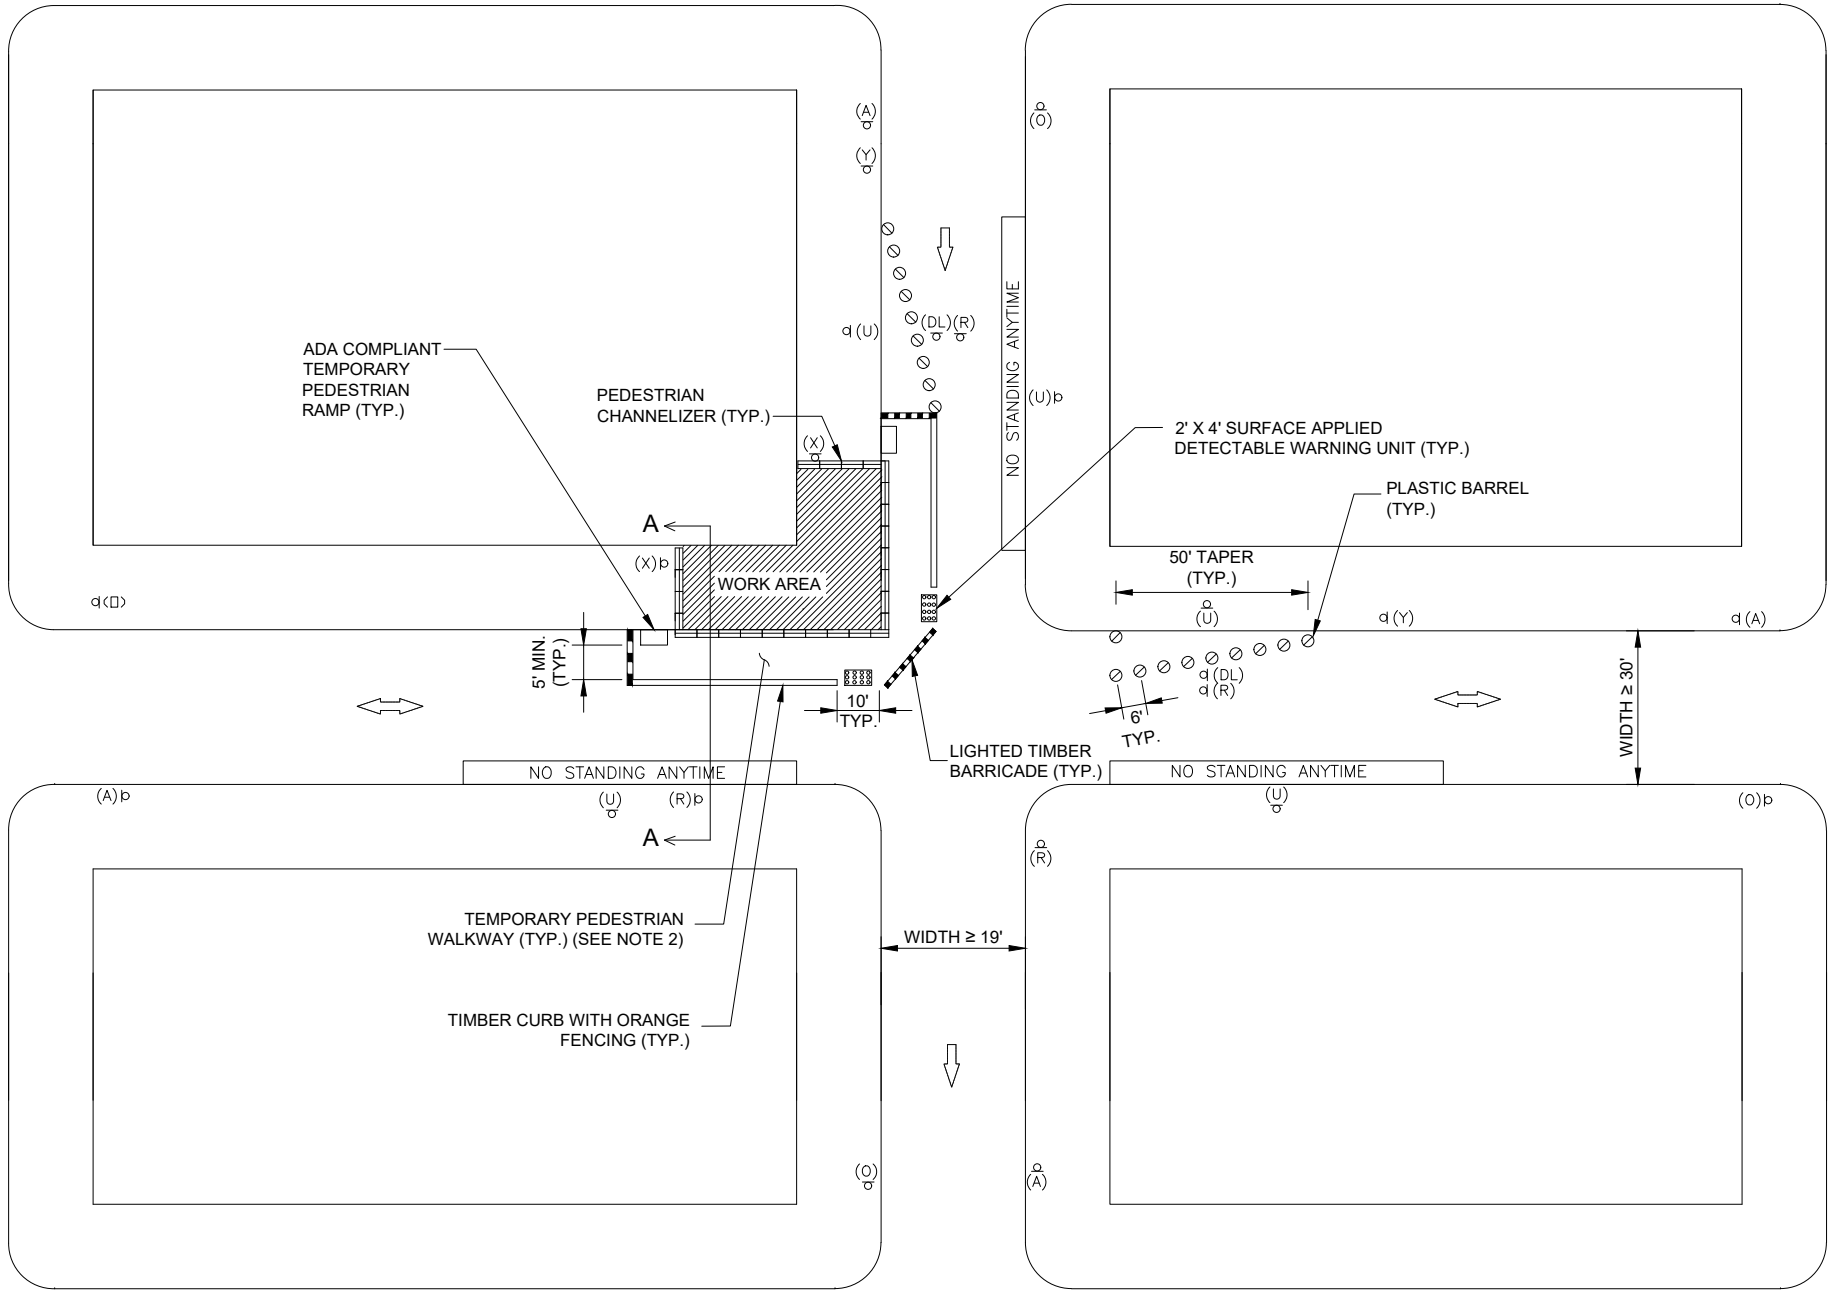 (A)
(O)
(Y)
NO STANDING ANYTIME
(DL)(R)
(U)
ADA COMPLIANT
TEMPORARY
PEDESTRIAN
RAMP (TYP.)
PEDESTRIAN
CHANNELIZER (TYP.)
(U)
2' X 4' SURFACE APPLIED
DETECTABLE WARNING UNIT (TYP.)
(X)
PLASTIC BARREL
(TYP.)
A
50' TAPER
(TYP.)
(X)
WORK AREA
(U)
(Y)
(A)
5' MIN.
(TYP.)
(DL)
(R)
WIDTH ≥ 30'
10'
TYP.
6'
TYP.
LIGHTED TIMBER
BARRICADE (TYP.)
NO STANDING ANYTIME
NO STANDING ANYTIME
(A)
(U)
(R)
(U)
(O)
A
(R)
TEMPORARY PEDESTRIAN
WALKWAY (TYP.) (SEE NOTE 2)
WIDTH ≥ 19'
TIMBER CURB WITH ORANGE
FENCING (TYP.)
(O)
(A)